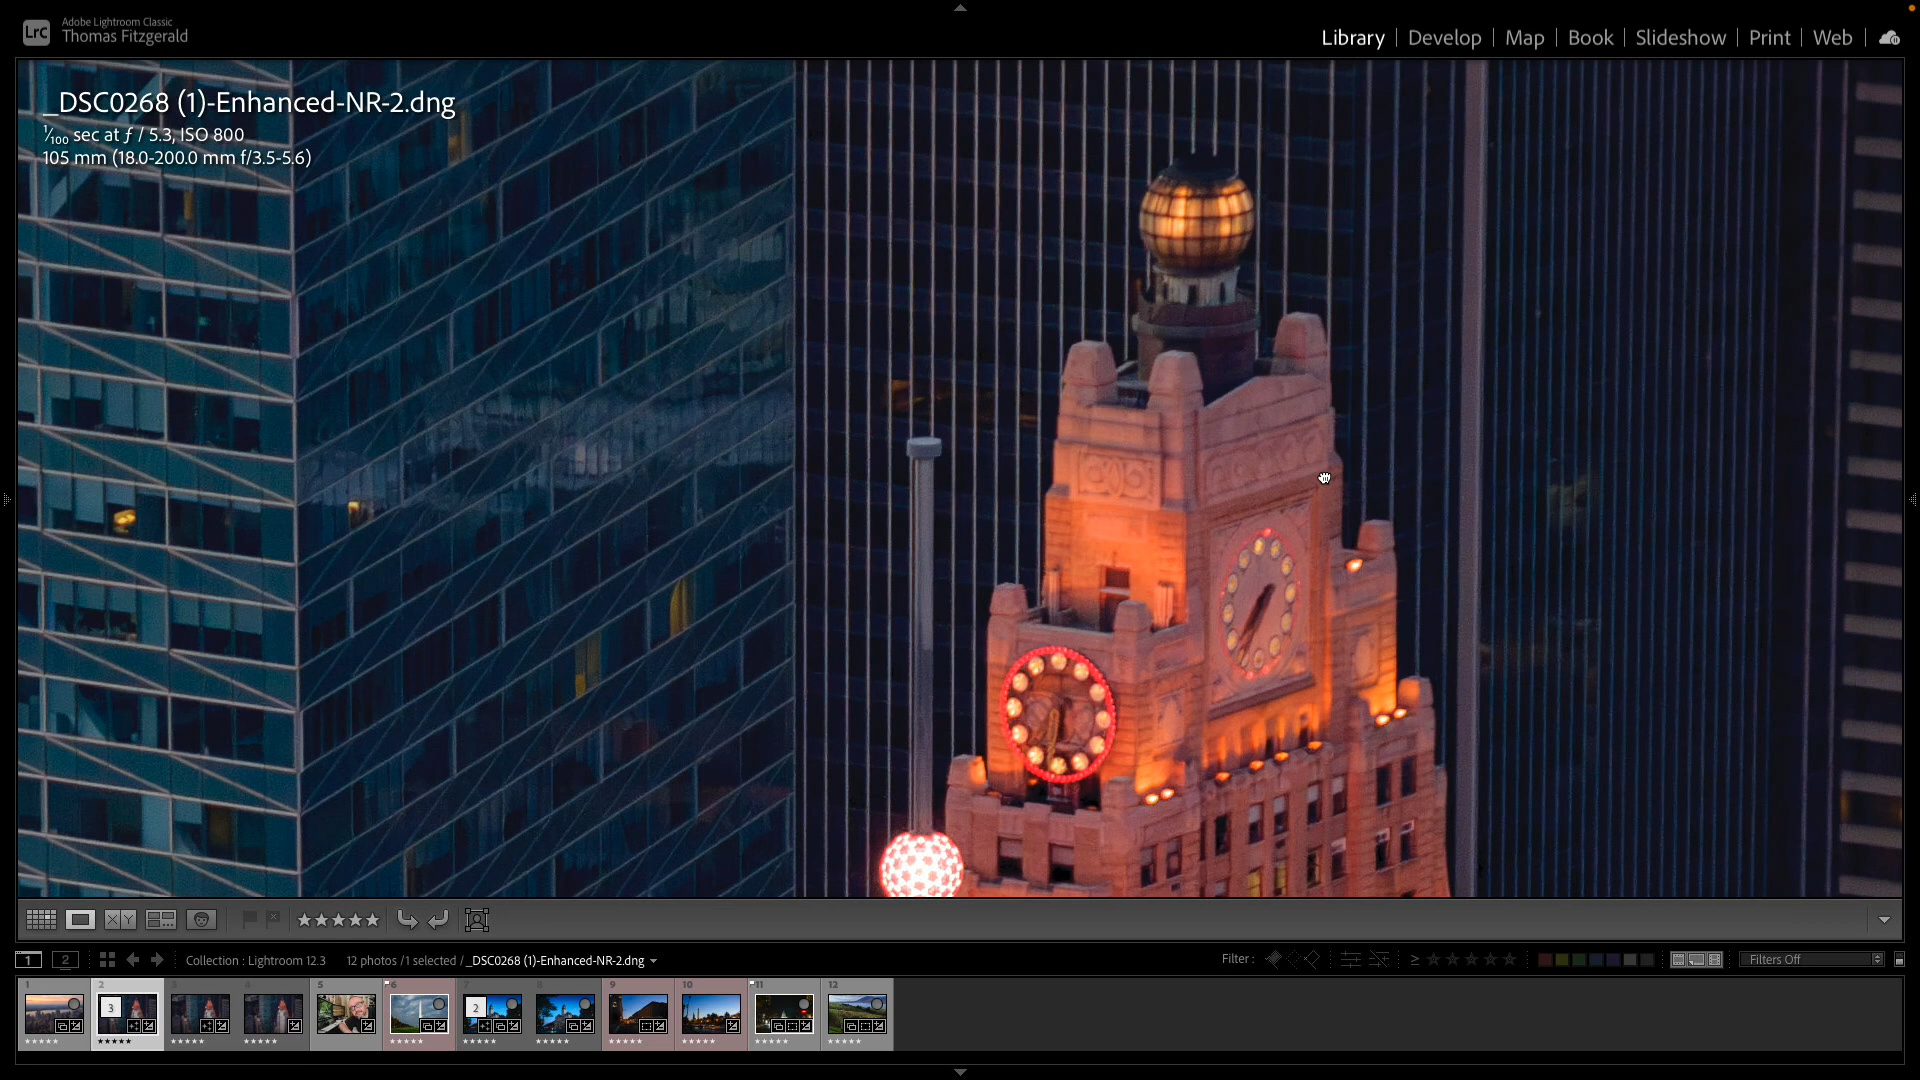 LrC
Adobe Lightroom Classic
Thomas Fitzgerald
Library | Develop | Map | Book | Slideshow | Print | Web
_DSC0268 (1)-Enhanced-NR-2.dng
1/100 sec at ƒ / 5.3, ISO 800
105 mm (18.0-200.0 mm f/3.5-5.6)
XY
1 2 Collection : Lightroom 12.3 12 photos /1 selected /_DSC0268 (1)-Enhanced-NR-2.dng Filter : ≥ Filters Off
1 2 3 4 5 6 7 8 9 10 11 12
3 2